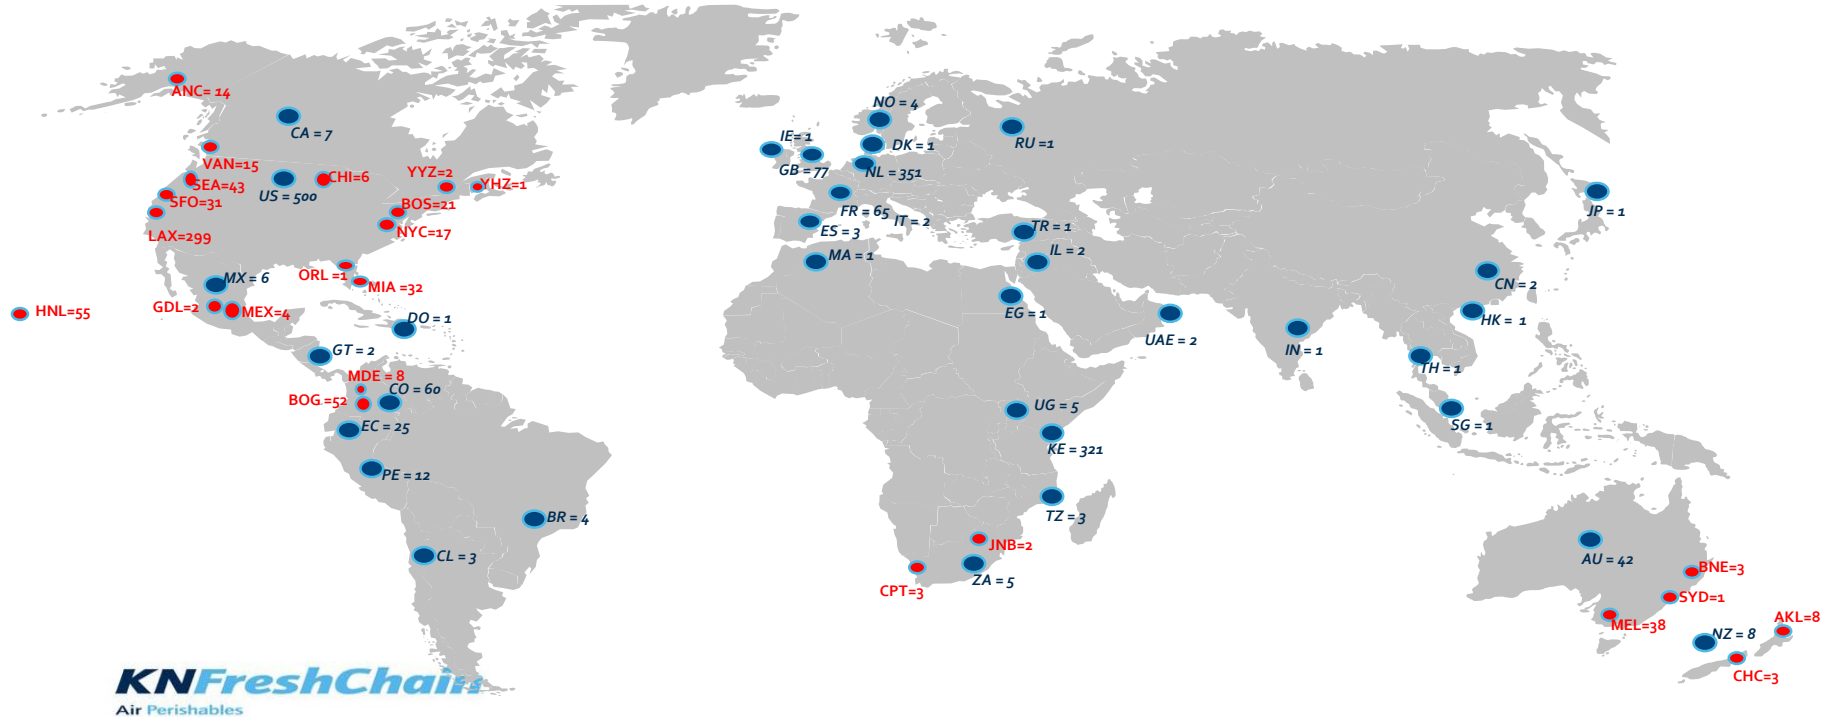 ANC= 14
CA = 7
VAN=15
SEA=43
SFO=31
LAX=299
US = 500
CHI=6
YYZ=2
YHZ=1
BOS=21
NYC=17
ORL =1
MIA =32
MX = 6
GDL=2
MEX=4
HNL=55
DO = 1
GT = 2
MDE = 8
CO = 60
BOG=52
EC = 25
PE = 12
BR = 4
CL = 3
NO = 4
IE= 1
DK = 1
GB = 77
NL = 351
RU =1
FR = 65
IT = 2
ES = 3
TR = 1
MA = 1
IL = 2
EG = 1
UAE = 2
UG = 5
KE = 321
TZ = 3
JNB=2
ZA = 5
CPT=3
JP = 1
CN = 2
HK = 1
IN = 1
TH = 1
SG = 1
AU = 42
BNE=3
SYD=1
MEL=38
AKL=8
NZ = 8
CHC=3
KNFreshChain
Air Perishables